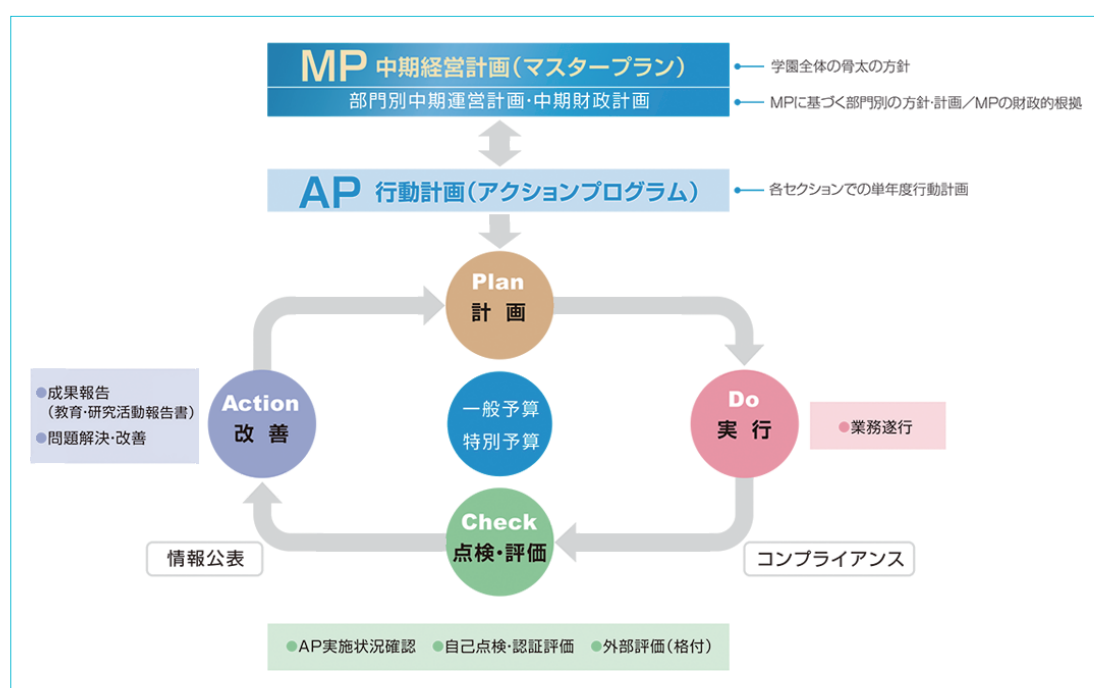 MP 中期経営計画(マスタープラン)
学園全体の骨太の方針
部門別中期運営計画・中期財政計画
MPに基づく部門別の方針・計画/MPの財政的根拠
AP 行動計画(アクションプログラム)
各セクションでの単年度行動計画
Plan
計 画
●成果報告
(教育・研究活動報告書)
●問題解決・改善
Action
改 善
一般予算
特別予算
Do
実 行
●業務遂行
Check
点検・評価
情報公表
コンプライアンス
●AP実施状況確認 ●自己点検・認証評価 ●外部評価(格付)